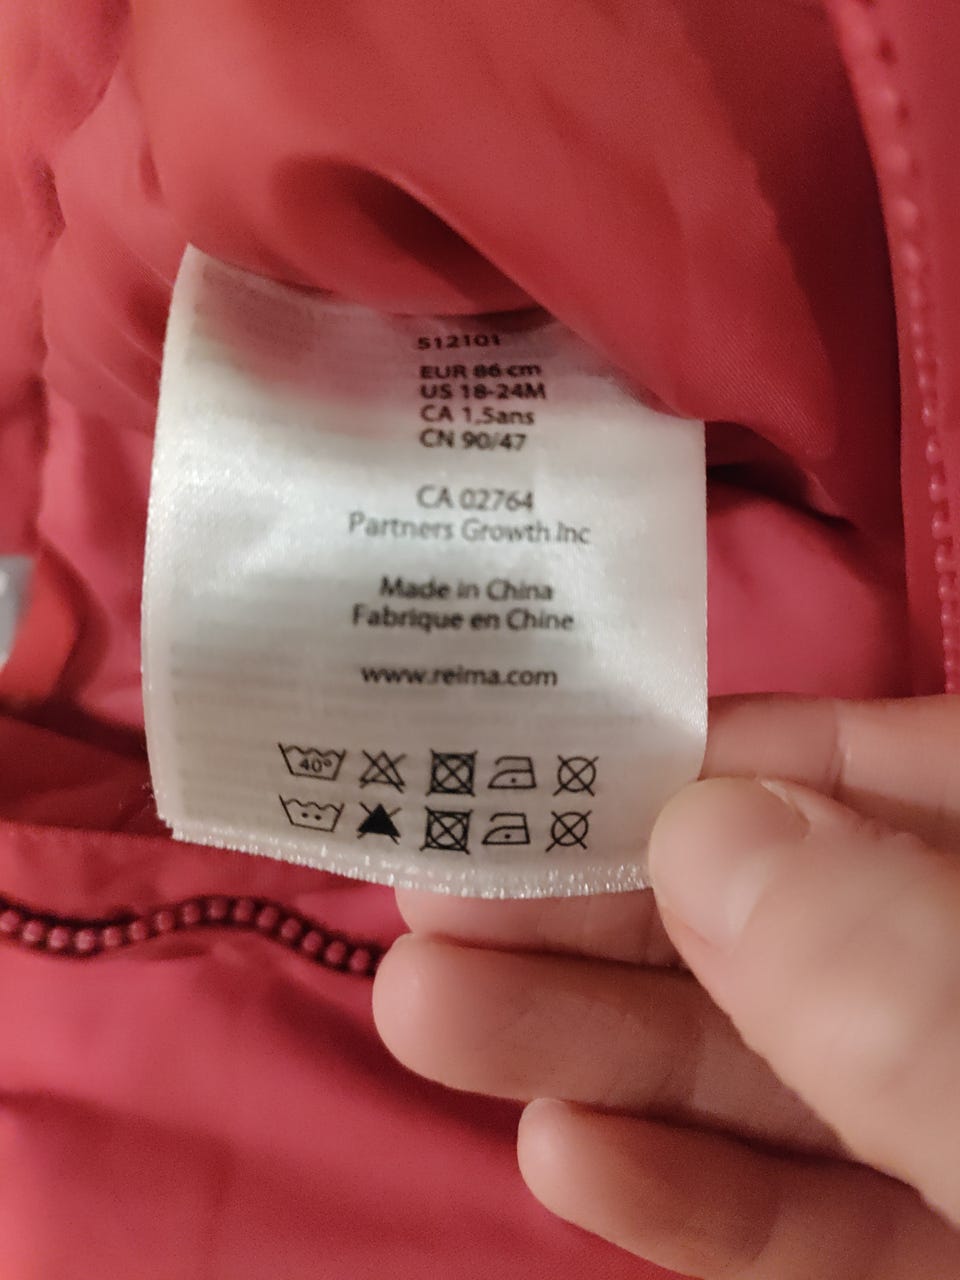 512101
EUR 86 cm
US 18-24M
CA 1,5ans
CN 90/47
CA 02764
Partners Growth Inc
Made in China
Fabrique en Chine
www.reima.com
40°